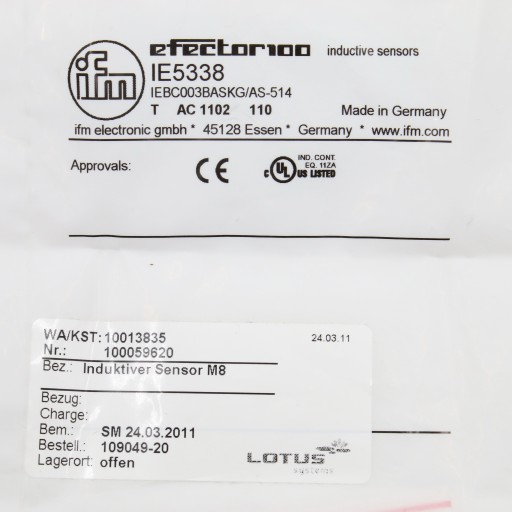 ifm efector100 inductive sensors
IE5338
IEBC003BASKG/AS-514
T AC 1102 110 Made in Germany
ifm electronic gmbh * 45128 Essen * Germany * www.ifm.com
Approvals: CE c UL US LISTED
IND. CONT.
EQ. 11ZA
WA/KST: 10013835 24.03.11
Nr.: 100059620
Bez.: Induktiver Sensor M8
Bezug:
Charge:
Bem.: SM 24.03.2011
Bestell.: 109049-20
Lagerort: offen
LOTUS
systems